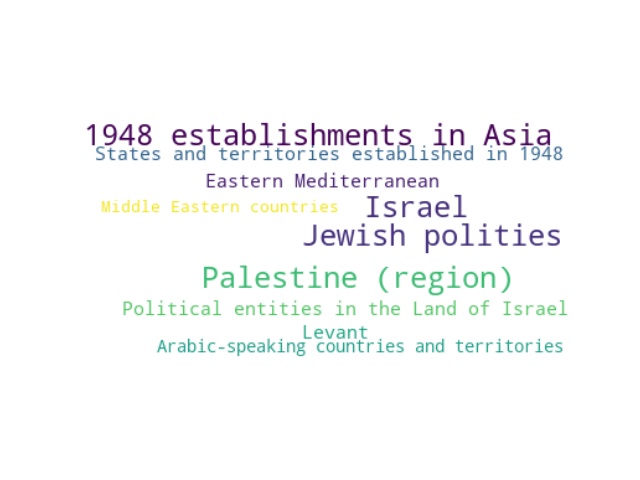 1948 establishments in Asia
States and territories established in 1948
Eastern Mediterranean
Middle Eastern countries
Israel
Jewish polities
Palestine (region)
Political entities in the Land of Israel
Levant
Arabic-speaking countries and territories